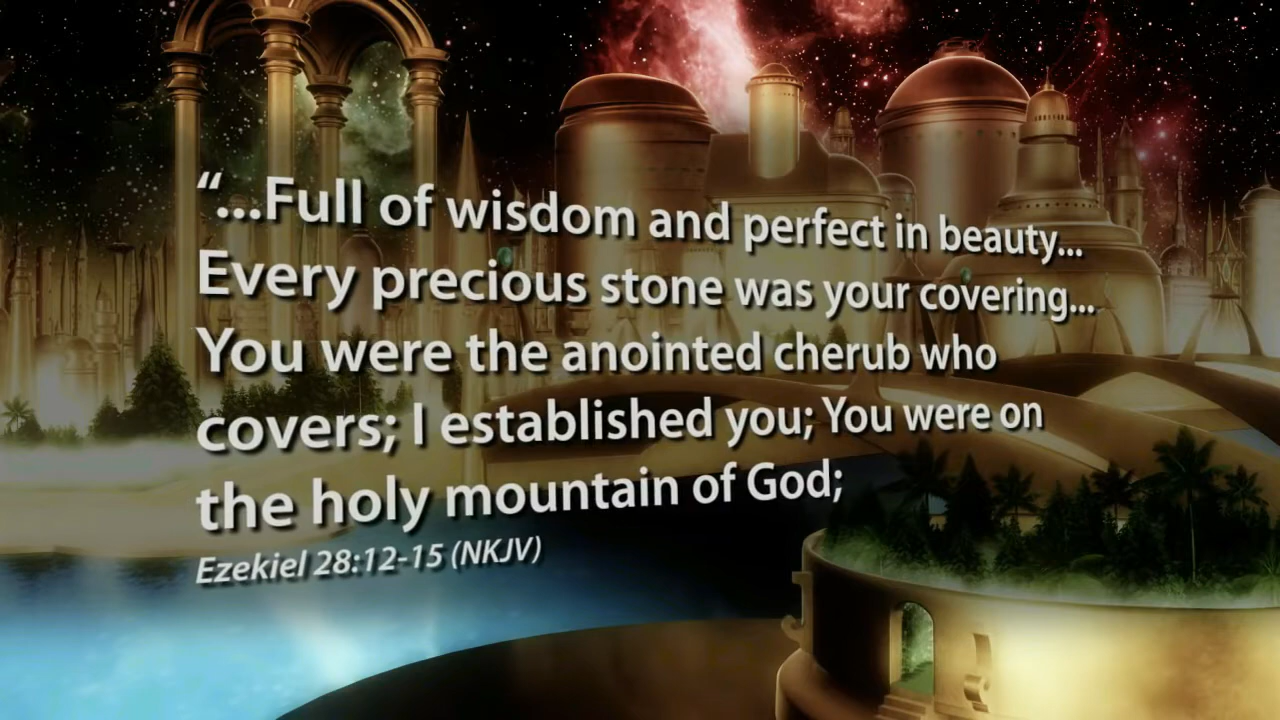 “...Full of wisdom and perfect in beauty...
Every precious stone was your covering...
You were the anointed cherub who
covers; I established you; You were on
the holy mountain of God;
Ezekiel 28:12-15 (NKJV)